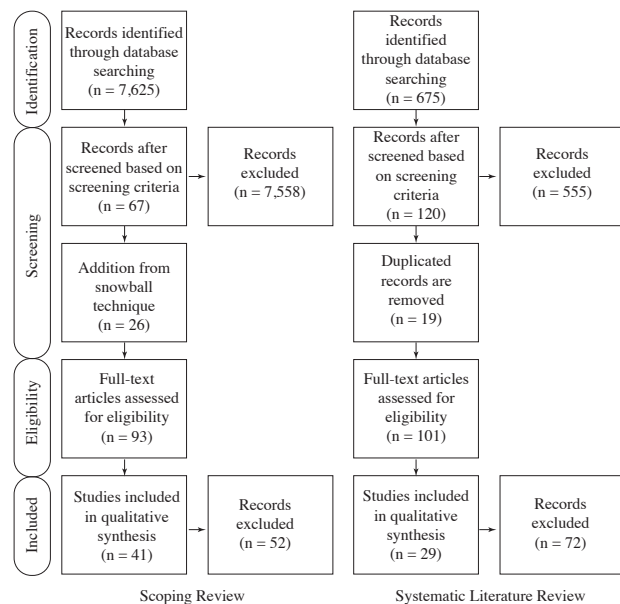 Identification
Records identified
through database
searching
(n = 7,625)
Records
identified
through database
searching
(n = 675)
Screening
Records after
screened based on
screening criteria
(n = 67)
Records
excluded
(n = 7,558)
Records after
screened based
on screening
criteria
(n = 120)
Records
excluded
(n = 555)
Addition from
snowball
technique
(n = 26)
Duplicated
records are
removed
(n = 19)
Eligibility
Full-text
articles assessed
for eligibility
(n = 93)
Full-text articles
assessed for
eligibility
(n = 101)
Included
Studies included
in qualitative
synthesis
(n = 41)
Records
excluded
(n = 52)
Studies included
in qualitative
synthesis
(n = 29)
Records
excluded
(n = 72)
Scoping Review
Systematic Literature Review